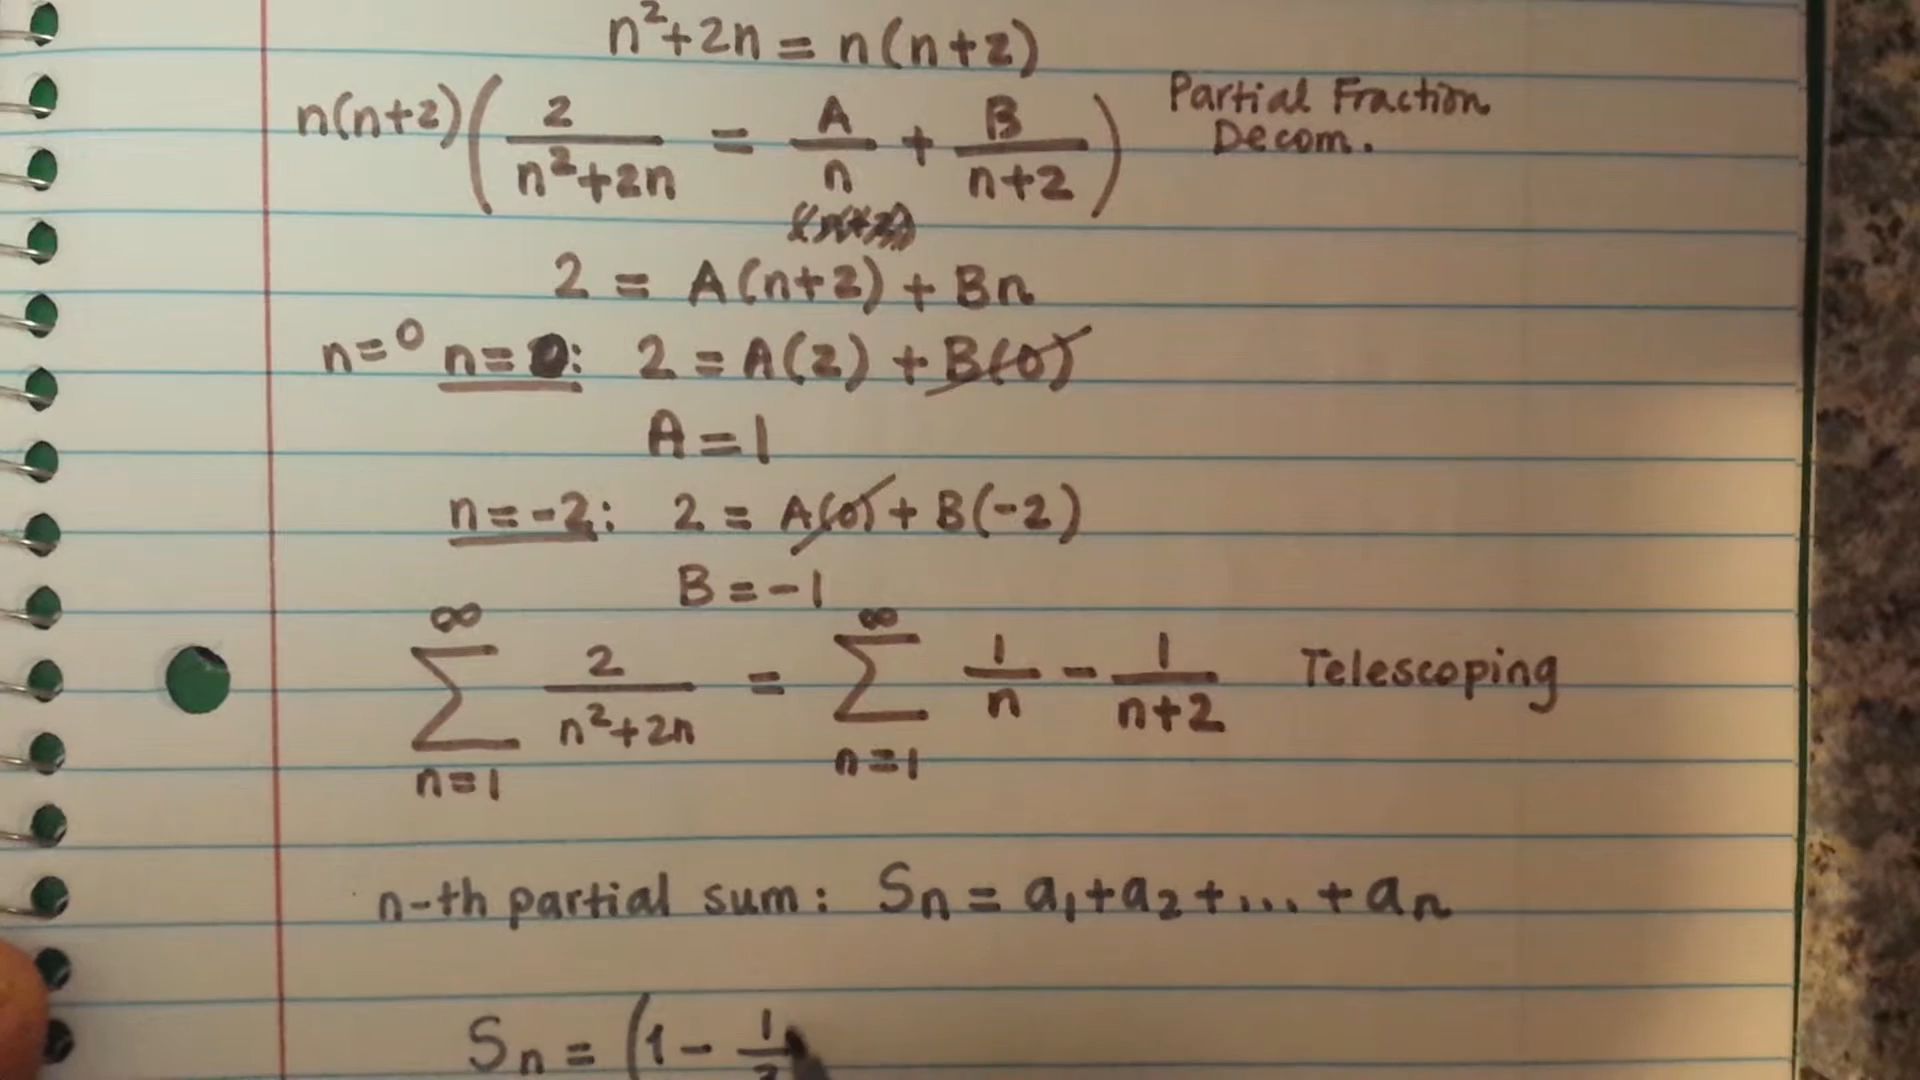 n²+2n = n(n+2)
n(n+2)( 2/(n²+2n) = A/n + B/(n+2) ) Partial Fraction Decom.
2 = A(n+2) + Bn
n=0 n=0: 2 = A(2) + B(0)
A = 1
n=-2: 2 = A(0) + B(-2)
B = -1
∞ ∑ n=1 2/(n²+2n) = ∞ ∑ n=1 1/n - 1/(n+2) Telescoping
n-th partial sum: Sn = a₁+a₂+...+an
Sn = (1 - 1/